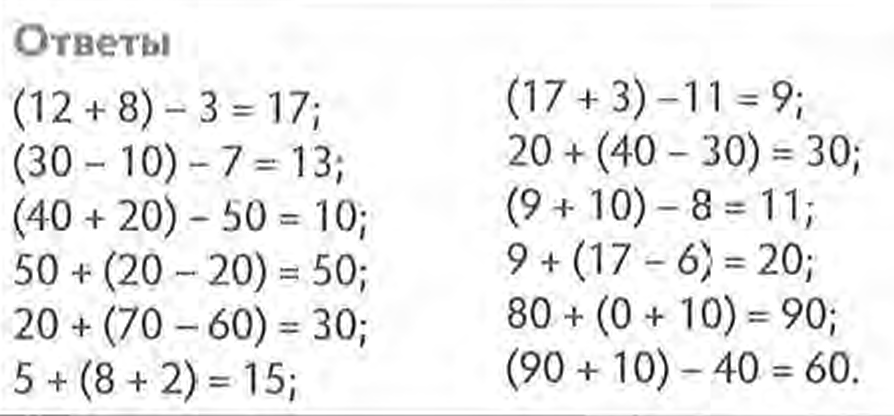 Ответы
(12 + 8) – 3 = 17;
(30 – 10) – 7 = 13;
(40 + 20) – 50 = 10;
50 + (20 – 20) = 50;
20 + (70 – 60) = 30;
5 + (8 + 2) = 15;
(17 + 3) –11 = 9;
20 + (40 – 30) = 30;
(9 + 10) – 8 = 11;
9 + (17 – 6) = 20;
80 + (0 + 10) = 90;
(90 + 10) – 40 = 60.